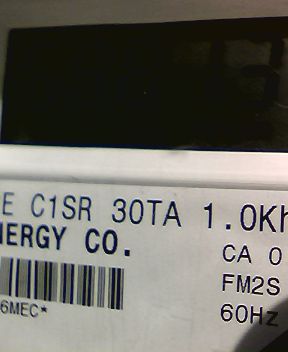 E C1SR 30TA 1.0Kh
NERGY CO.
CA 0
FM2S
60Hz
6MEC*